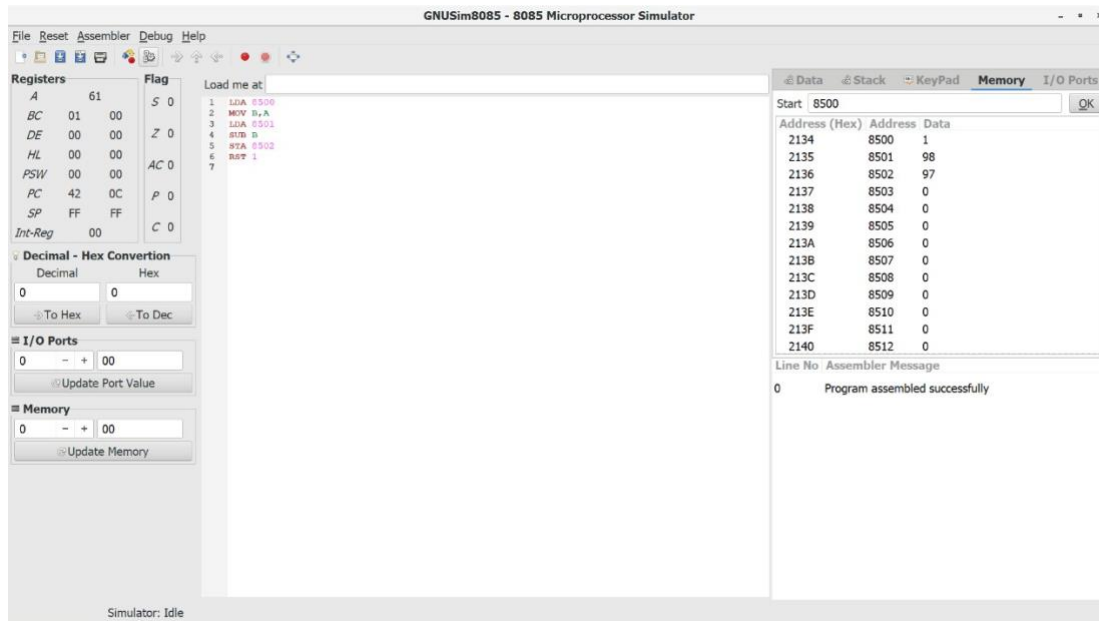 GNUSim8085 - 8085 Microprocessor Simulator
File Reset Assembler Debug Help
Registers
A 61
BC 01 00
DE 00 00
HL 00 00
PSW 00 00
PC 42 0C
SP FF FF
Int-Reg 00
Flag
S 0
Z 0
AC 0
P 0
C 0
Decimal - Hex Convertion
Decimal Hex
0 0
To Hex To Dec
I/O Ports
0 - + 00
Update Port Value
Memory
0 - + 00
Update Memory
Load me at
1 LDA 8500
2 MOV B,A
3 LDA 8501
4 SUB B
5 STA 8502
6 RST 1
7
Data Stack KeyPad Memory I/O Ports
Start 8500 OK
Address (Hex) Address Data
2134 8500 1
2135 8501 98
2136 8502 97
2137 8503 0
2138 8504 0
2139 8505 0
213A 8506 0
213B 8507 0
213C 8508 0
213D 8509 0
213E 8510 0
213F 8511 0
2140 8512 0
Line No Assembler Message
0 Program assembled successfully
Simulator: Idle